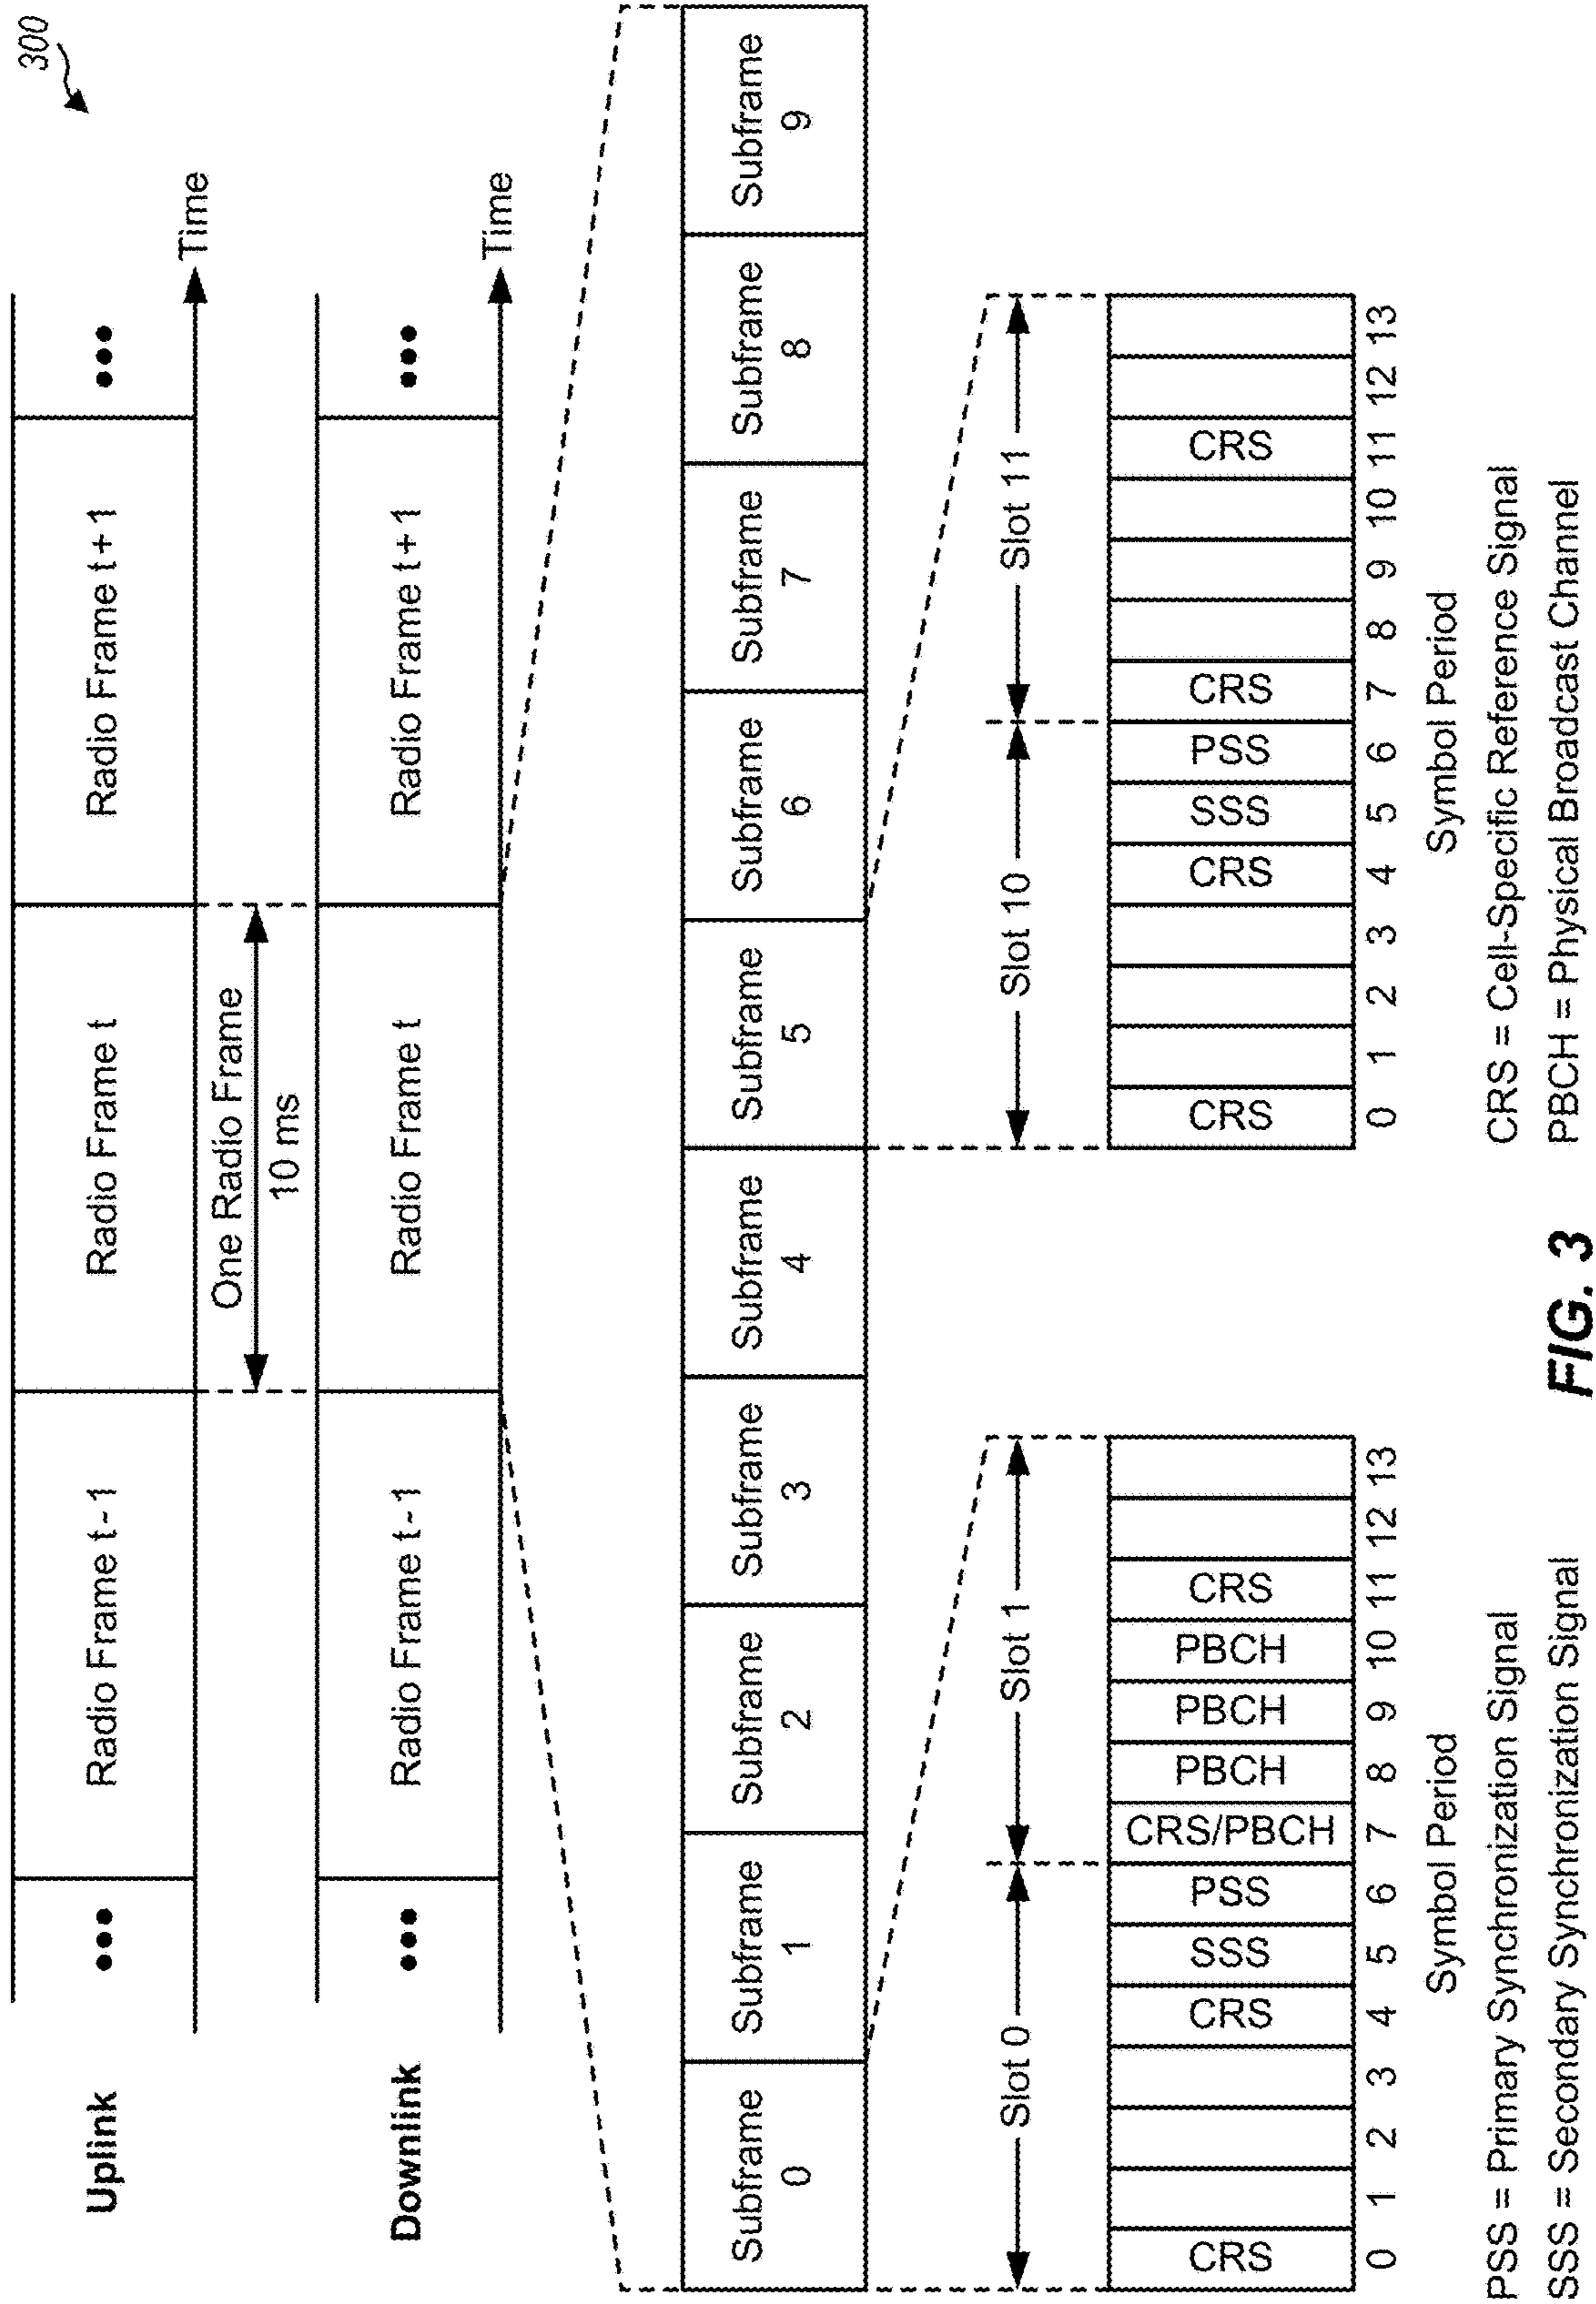 300
Uplink
●●●
Radio Frame t-1
Radio Frame t
Radio Frame t+1
●●●
Time
One Radio Frame
10 ms
Downlink
●●●
Radio Frame t-1
Radio Frame t
Radio Frame t+1
●●●
Time
Subframe
0
Subframe
1
Subframe
2
Subframe
3
Subframe
4
Subframe
5
Subframe
6
Subframe
7
Subframe
8
Subframe
9
Slot 0
Slot 1
CRS
CRS
SSS
PSS
CRS/PBCH
PBCH
PBCH
PBCH
CRS
0 1 2 3 4 5 6 7 8 9 10 11 12 13
Symbol Period
Slot 10
Slot 11
CRS
CRS
SSS
PSS
CRS
CRS
0 1 2 3 4 5 6 7 8 9 10 11 12 13
Symbol Period
PSS = Primary Synchronization Signal
SSS = Secondary Synchronization Signal
CRS = Cell-Specific Reference Signal
PBCH = Physical Broadcast Channel
FIG. 3